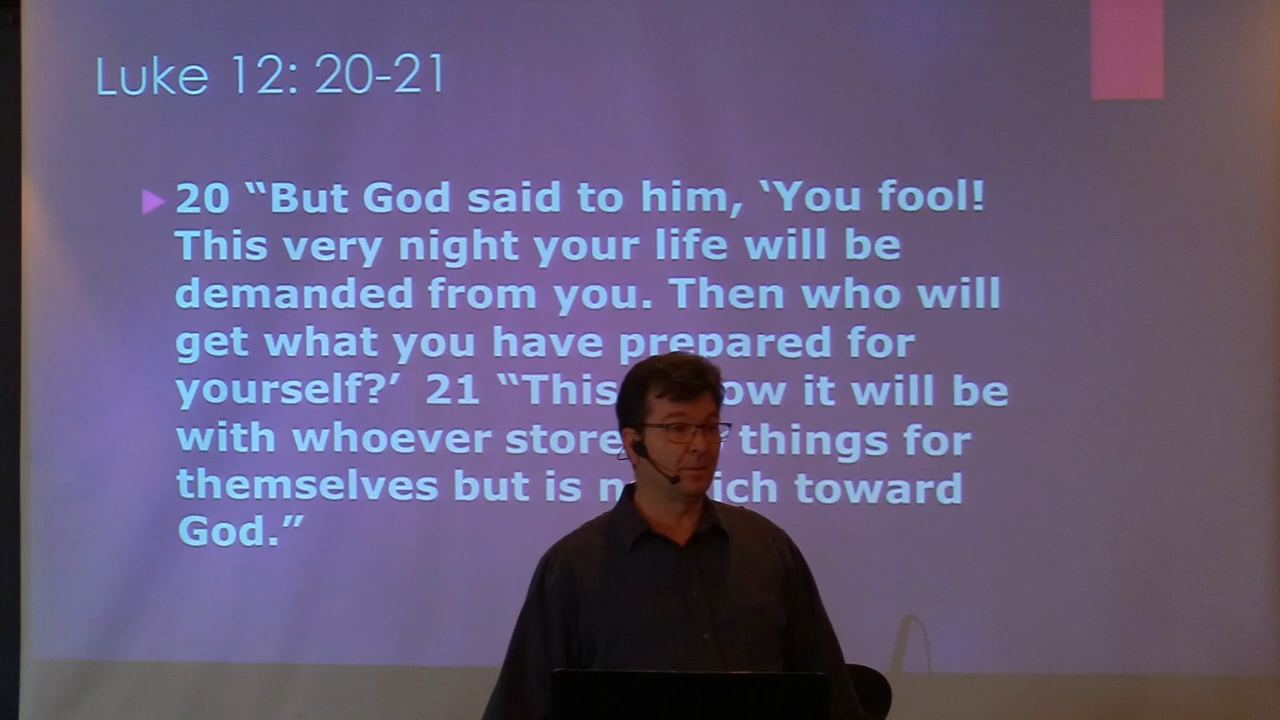 Luke 12: 20-21
20 “But God said to him, ‘You fool!
This very night your life will be
demanded from you. Then who will
get what you have prepared for
yourself?’ 21 “This it will be
with whoever things for
themselves but is toward
God.”